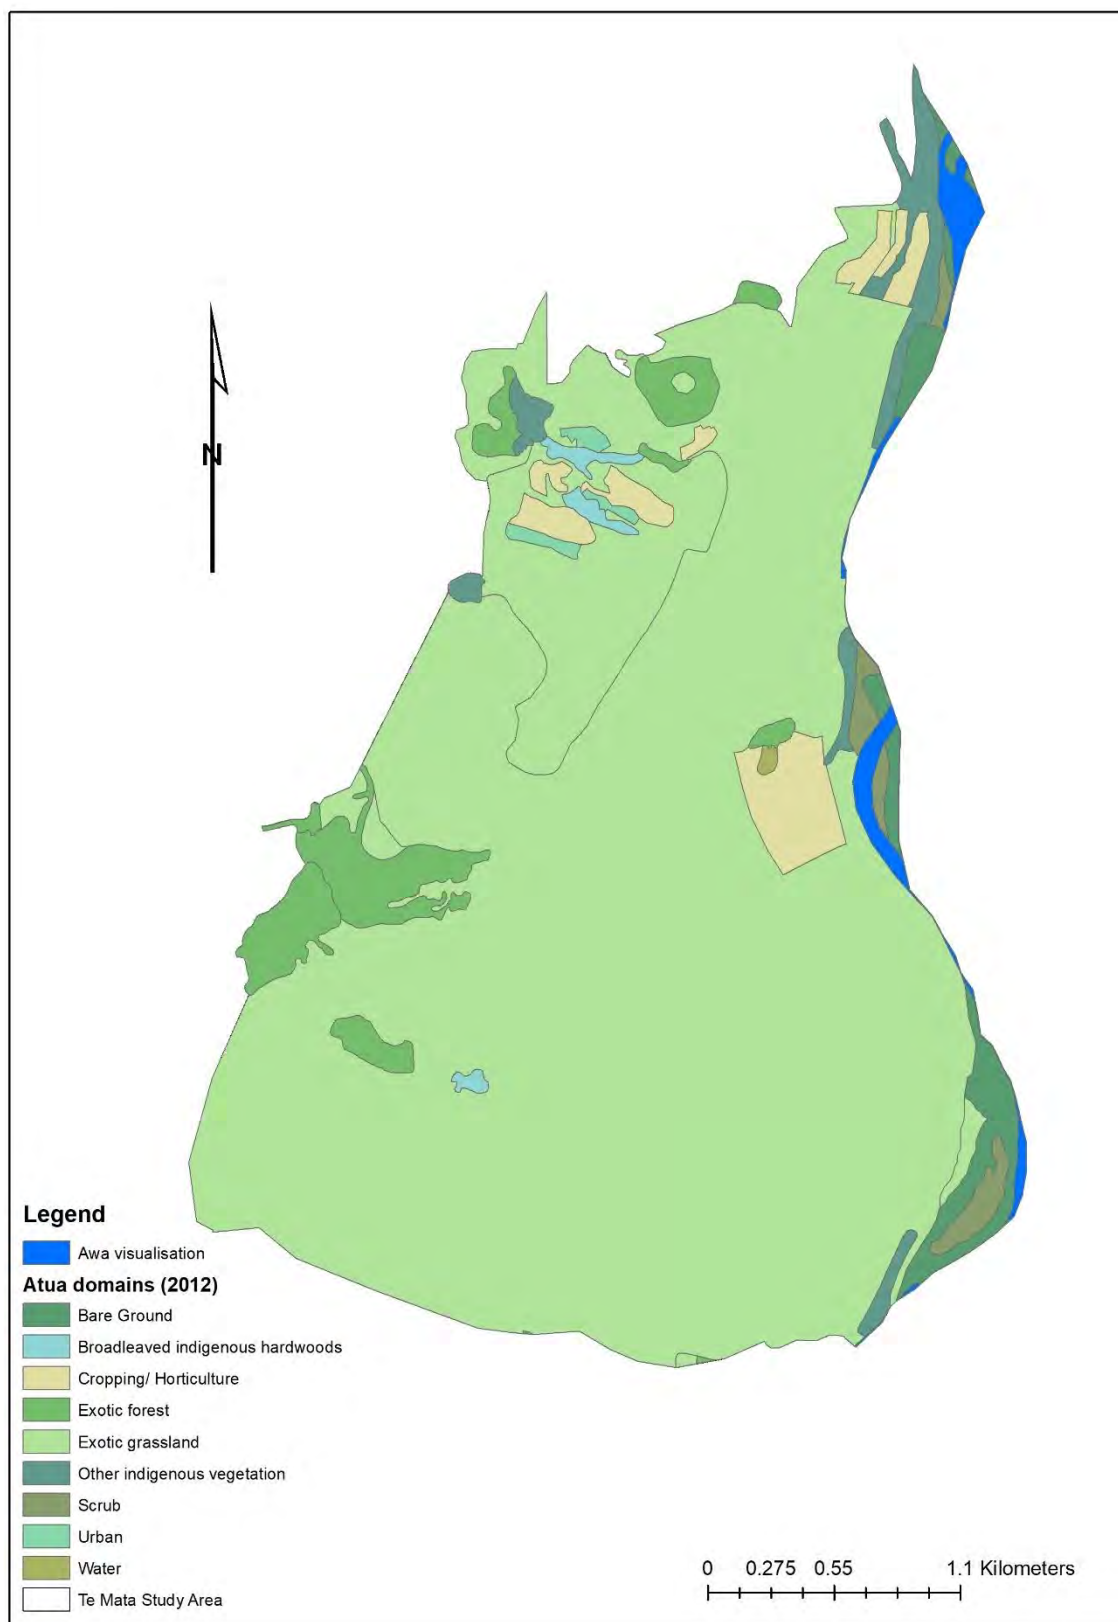 N
Legend
Awa visualisation
Atua domains (2012)
Bare Ground
Broadleaved indigenous hardwoods
Cropping/ Horticulture
Exotic forest
Exotic grassland
Other indigenous vegetation
Scrub
Urban
Water
Te Mata Study Area
0 0.275 0.55 1.1 Kilometers